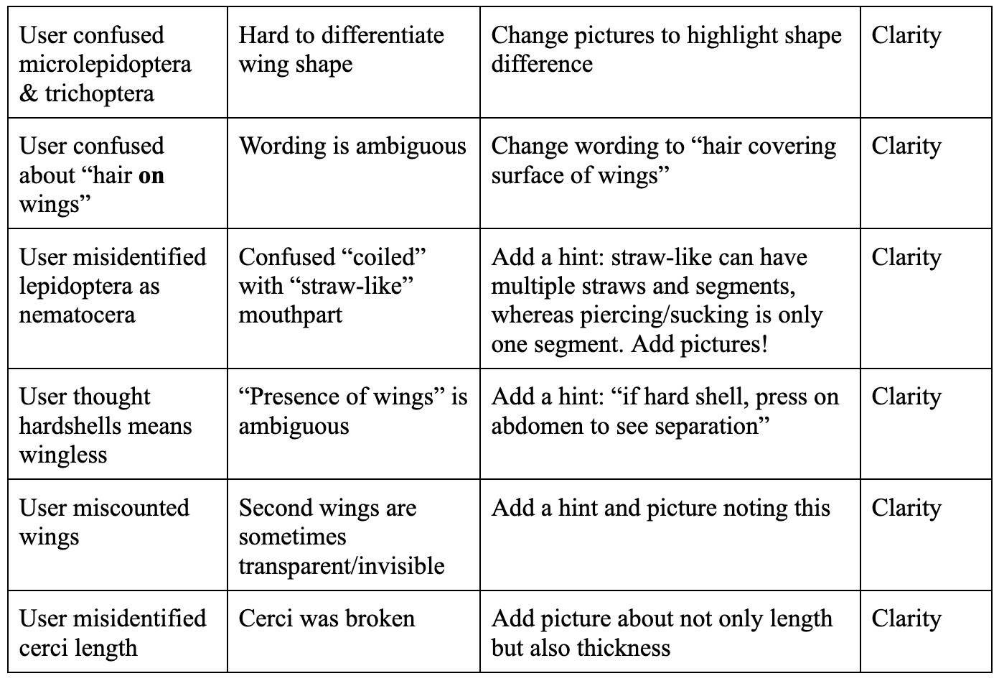 User confused
microlepidoptera
& trichoptera
Hard to differentiate
wing shape
Change pictures to highlight shape
difference
Clarity
User confused
about “hair on
wings”
Wording is ambiguous
Change wording to “hair covering
surface of wings”
Clarity
User misidentified
lepidoptera as
nematocera
Confused “coiled”
with “straw-like”
mouthpart
Add a hint: straw-like can have
multiple straws and segments,
whereas piercing/sucking is only
one segment. Add pictures!
Clarity
User thought
hardshells means
wingless
“Presence of wings” is
ambiguous
Add a hint: “if hard shell, press on
abdomen to see separation”
Clarity
User miscounted
wings
Second wings are
sometimes
transparent/invisible
Add a hint and picture noting this
Clarity
User misidentified
cerci length
Cerci was broken
Add picture about not only length
but also thickness
Clarity